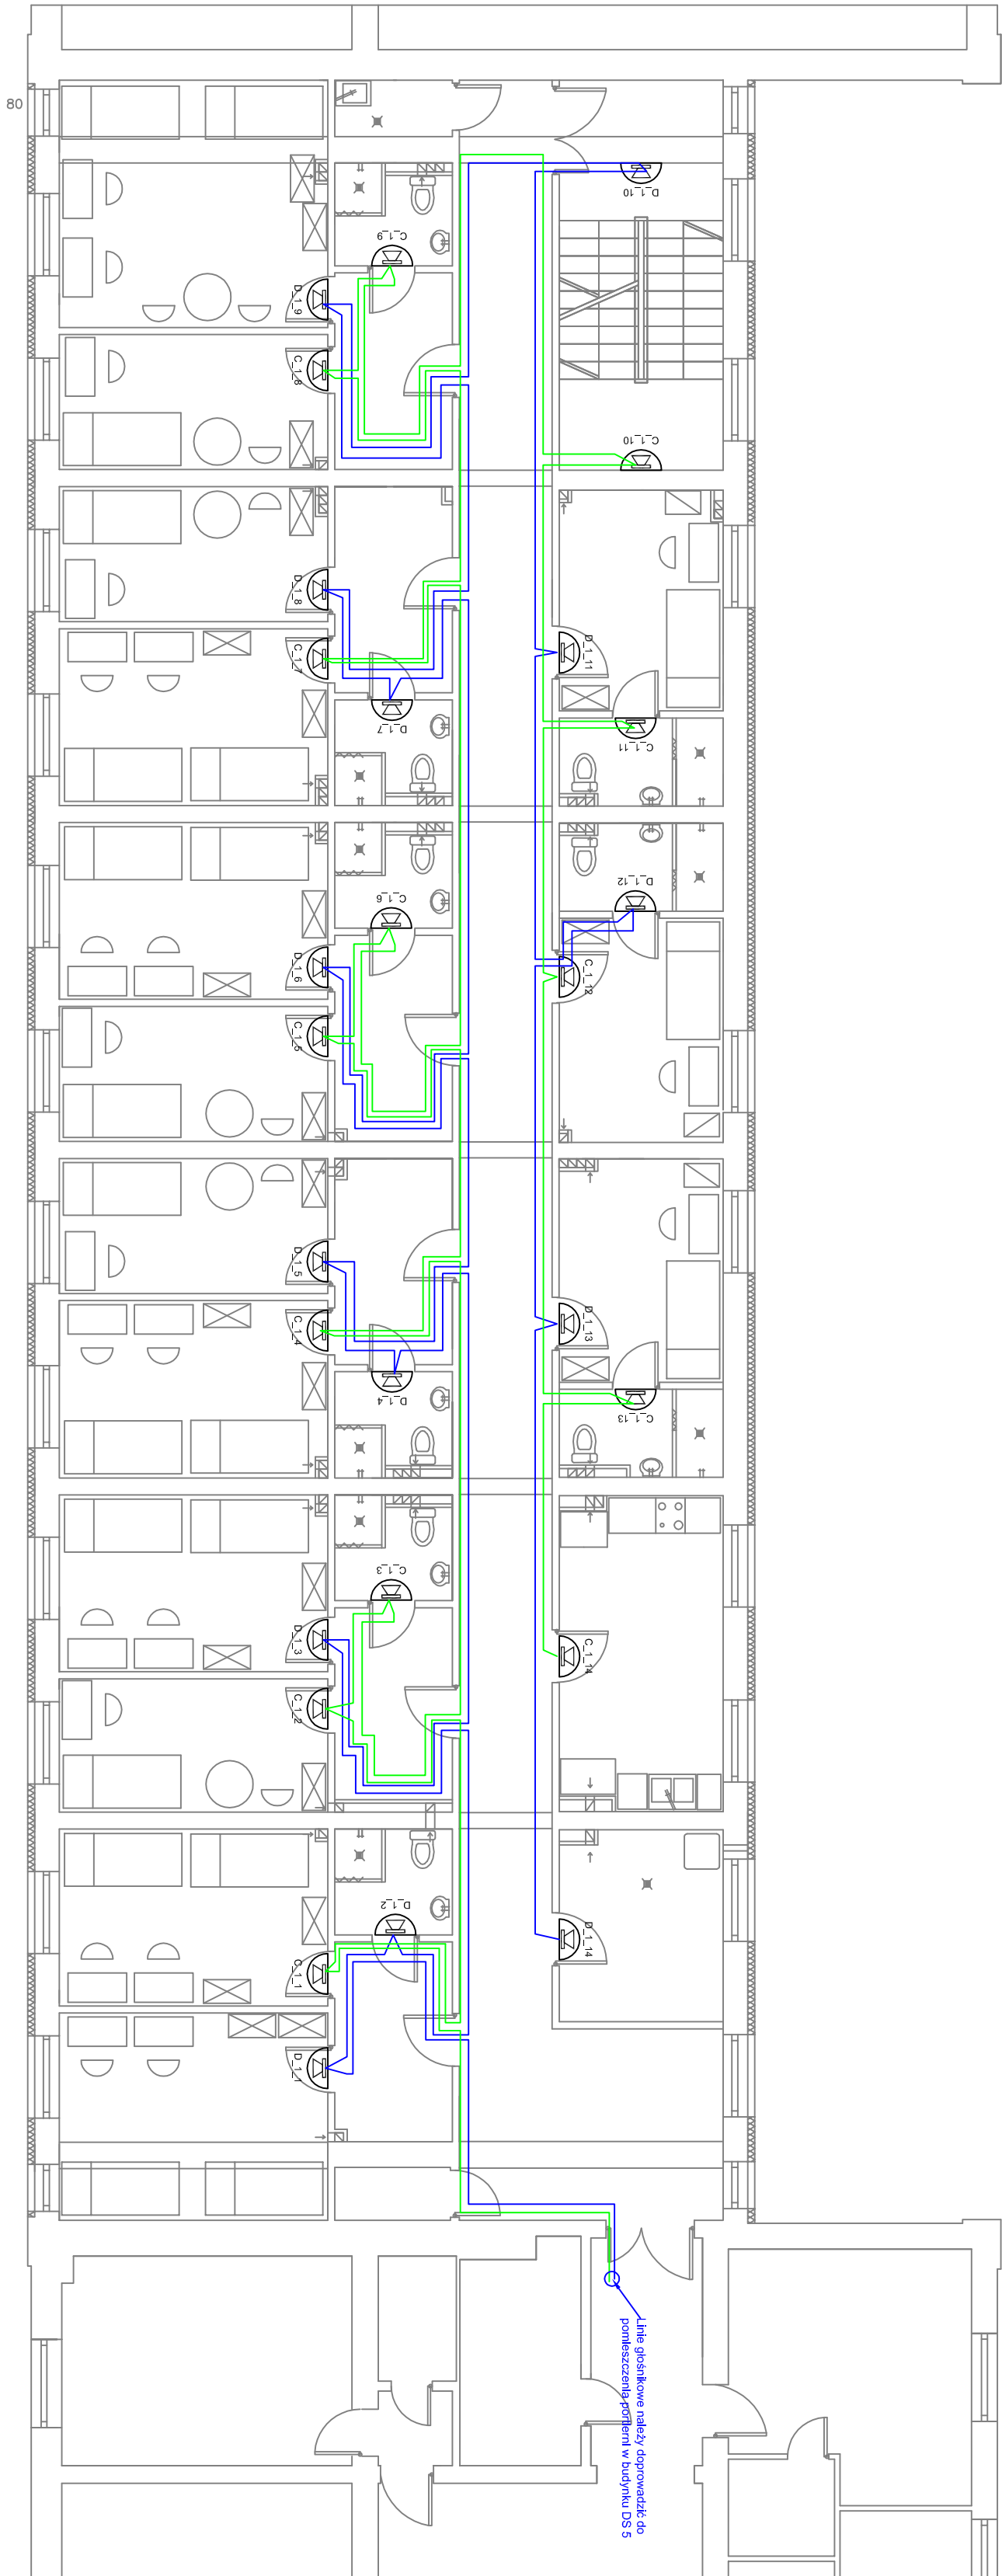 80
D_1_10
C_1_9
D_1_9
C_1_8
C_1_10
D_1_8
D_1_11
C_1_7
D_1_7
C_1_11
D_1_12
C_1_6
D_1_6
C_1_12
C_1_5
D_1_5
D_1_13
C_1_4
D_1_4
C_1_13
C_1_3
D_1_3
C_1_14
C_1_2
D_1_2
D_1_14
C_1_1
D_1_1
Linie głośnikowe należy doprowadzić do
pomieszczenia portierni w budynku DS 5